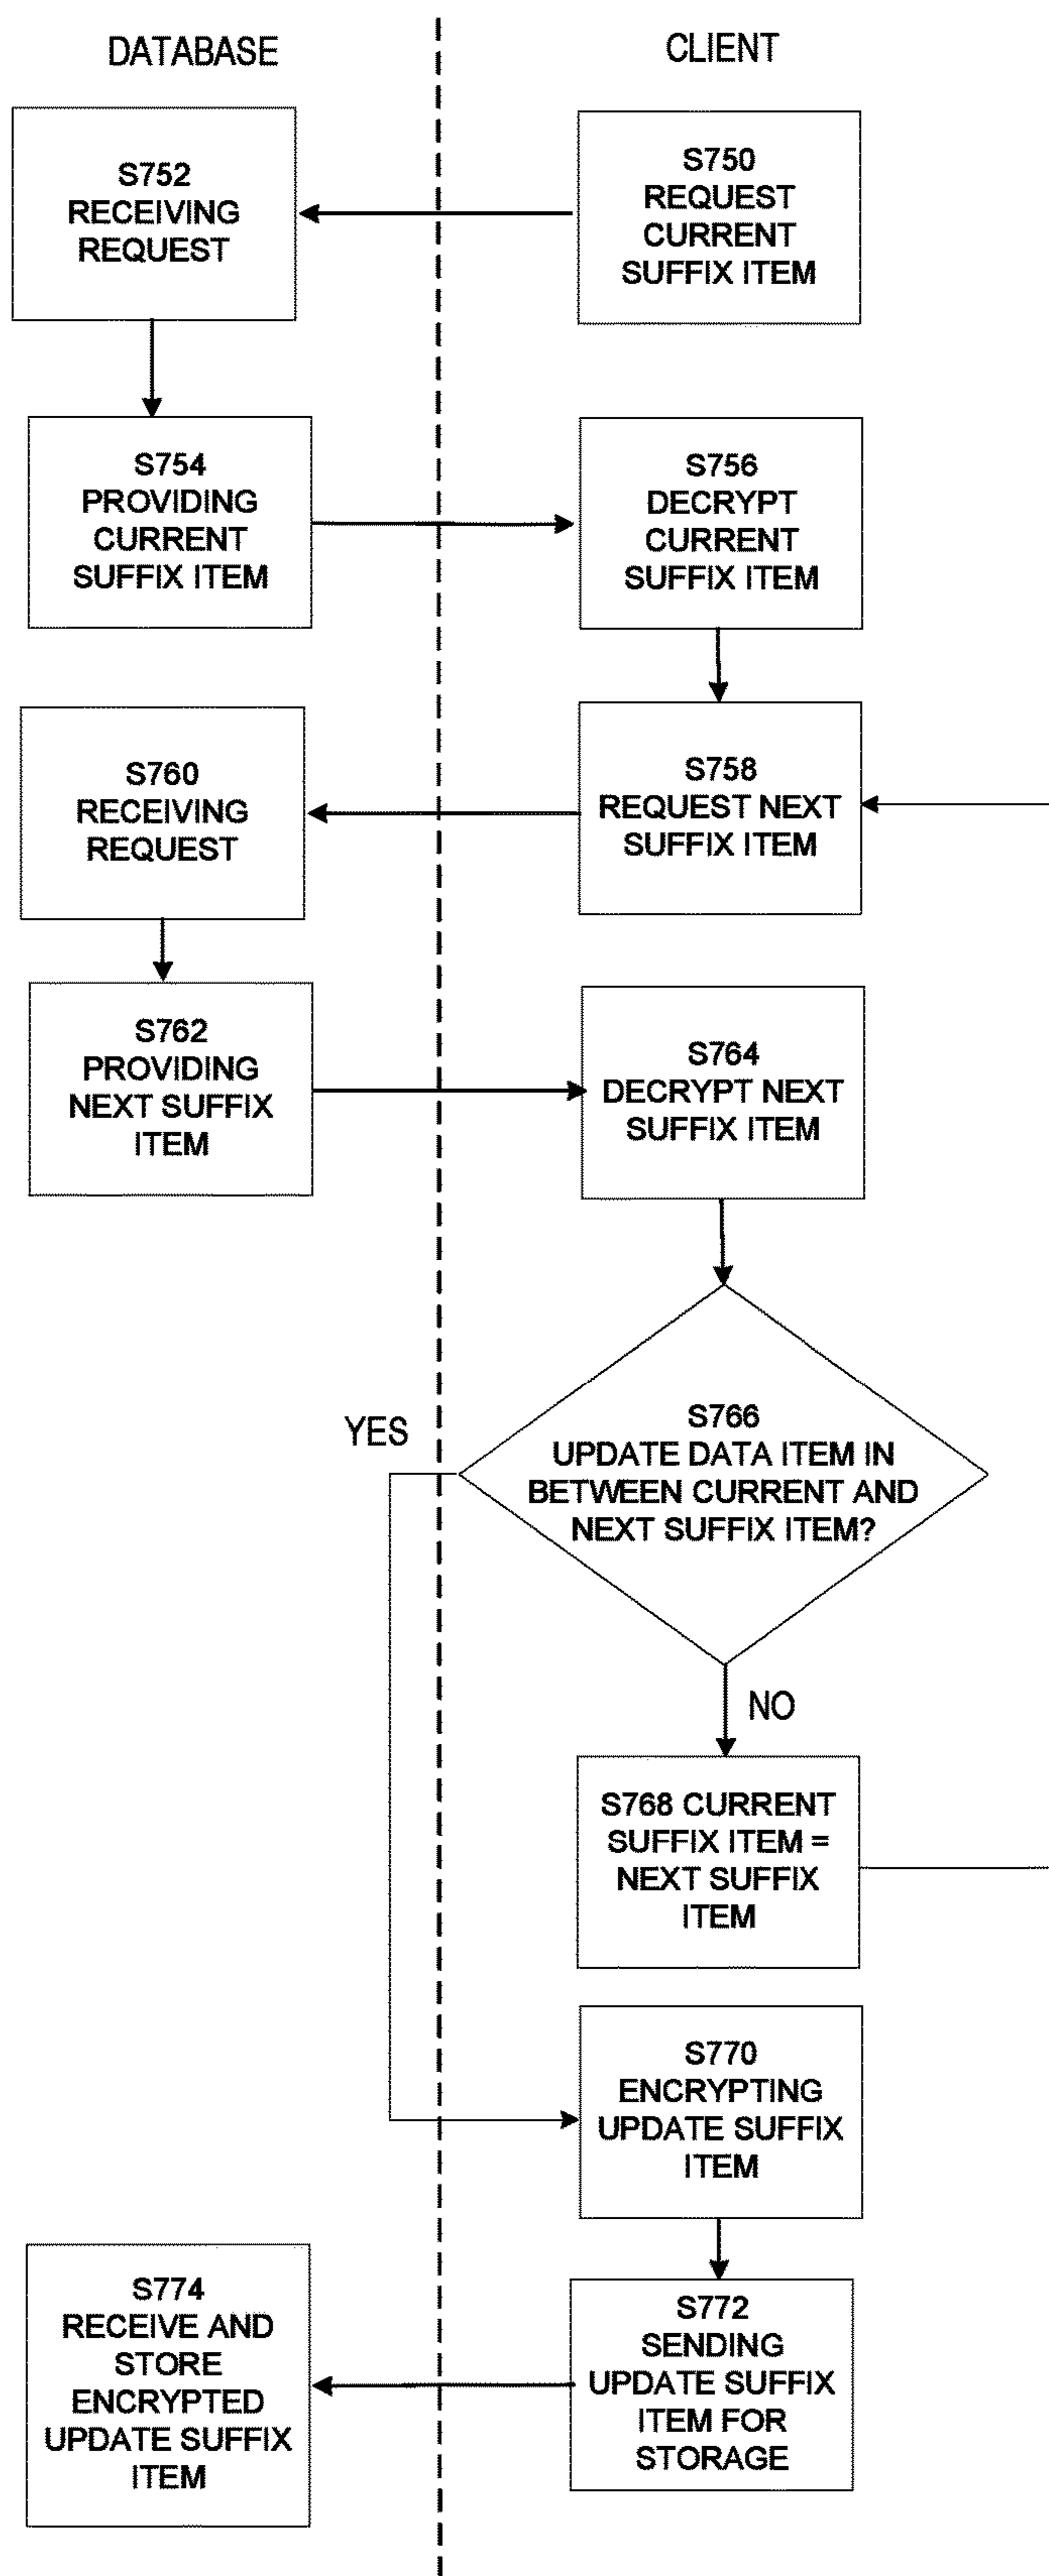 DATABASE
CLIENT
S752
RECEIVING
REQUEST
S750
REQUEST
CURRENT
SUFFIX ITEM
S754
PROVIDING
CURRENT
SUFFIX ITEM
S756
DECRYPT
CURRENT
SUFFIX ITEM
S760
RECEIVING
REQUEST
S758
REQUEST NEXT
SUFFIX ITEM
S762
PROVIDING
NEXT SUFFIX
ITEM
S764
DECRYPT NEXT
SUFFIX ITEM
YES
S766
UPDATE DATA ITEM IN
BETWEEN CURRENT AND
NEXT SUFFIX ITEM?
NO
S768 CURRENT
SUFFIX ITEM =
NEXT SUFFIX
ITEM
S770
ENCRYPTING
UPDATE SUFFIX
ITEM
S774
RECEIVE AND
STORE
ENCRYPTED
UPDATE SUFFIX
ITEM
S772
SENDING
UPDATE SUFFIX
ITEM FOR
STORAGE